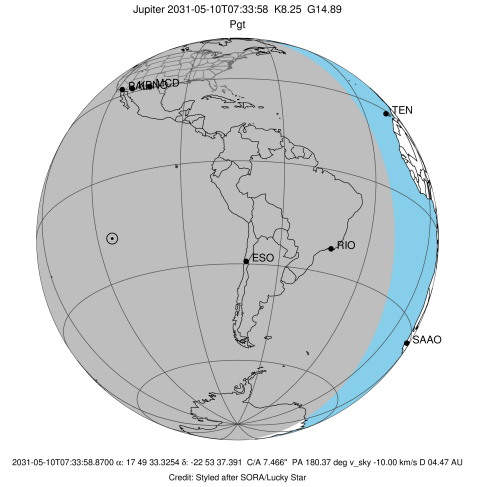 Jupiter 2031-05-10T07:33:58 K8.25 G14.89
Pgt
MCD
TEN
RIO
ESO
SAAO
2031-05-10T07:33:58.8700 α: 17 49 33.3254 δ: -22 53 37.391 C/A 7.466" PA 180.37 deg v_sky -10.00 km/s D 04.47 AU
Credit: Styled after SORA/Lucky Star